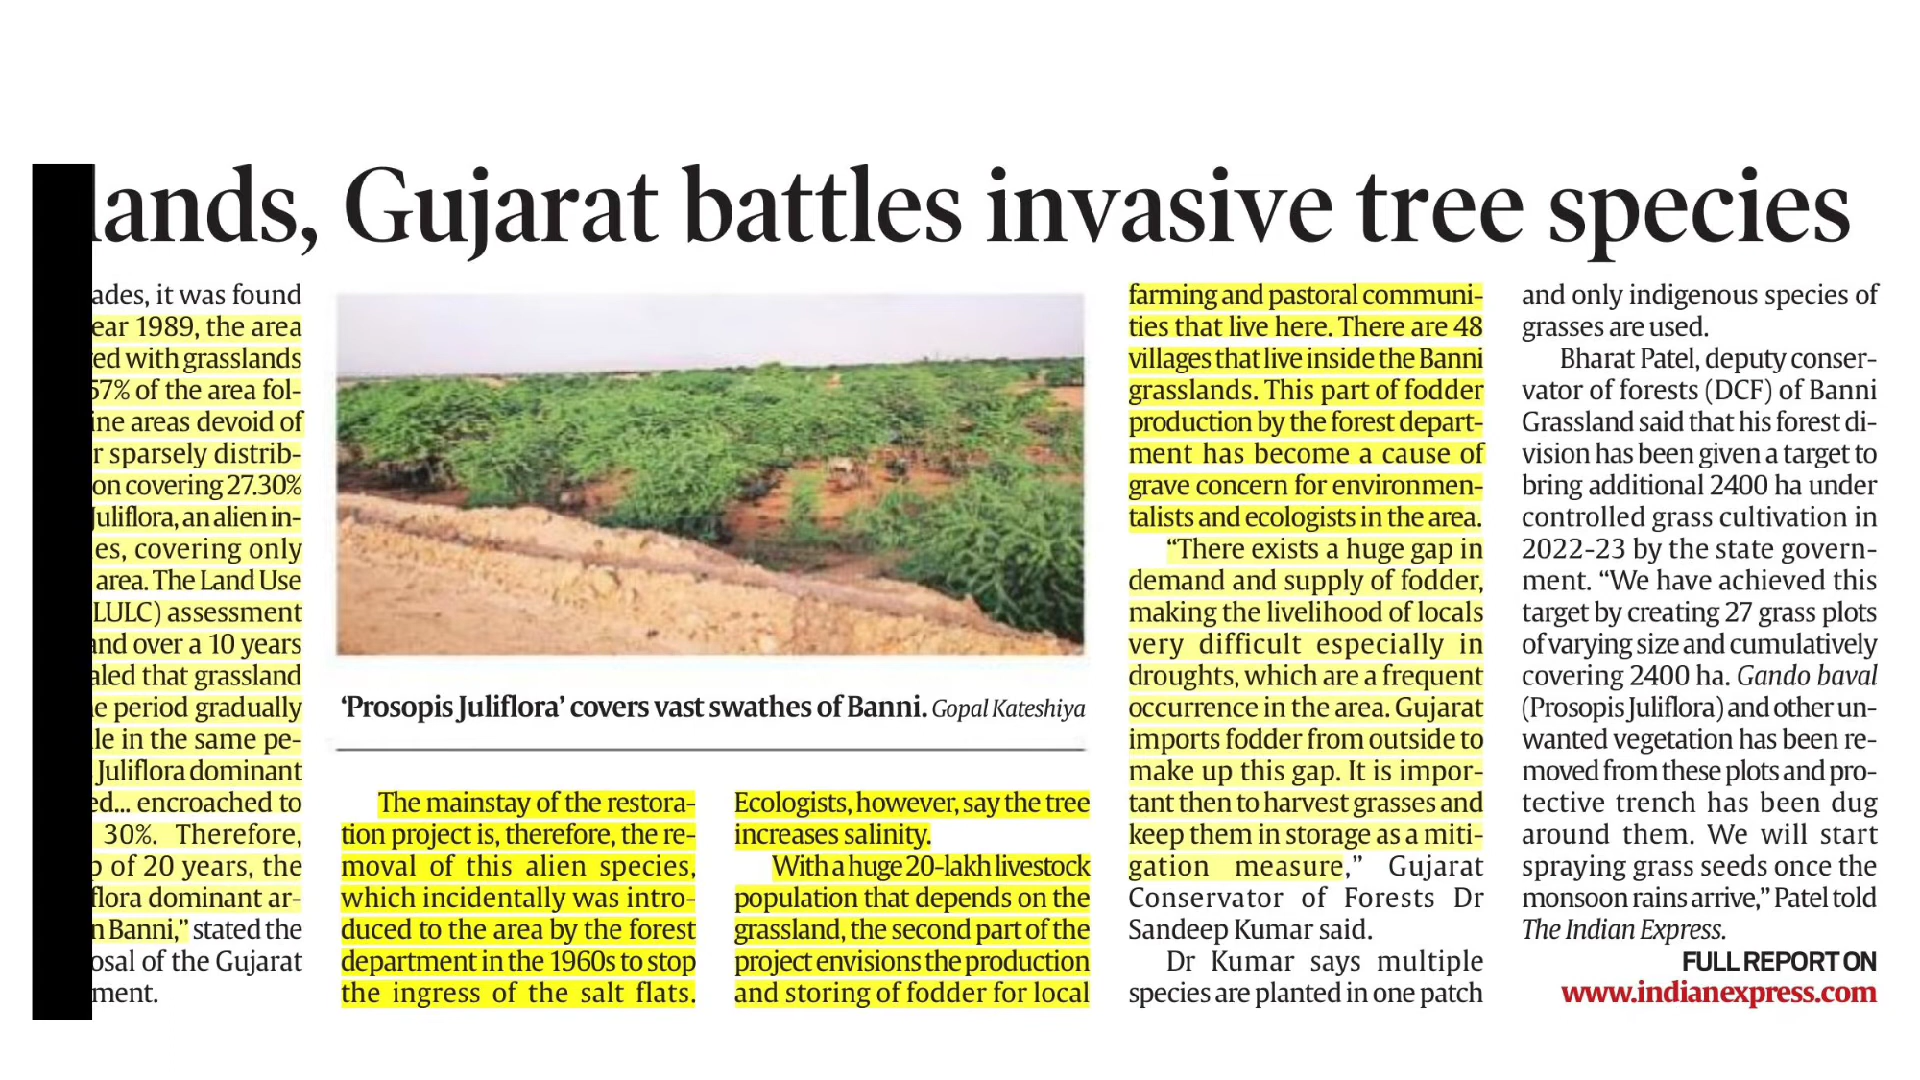 lands, Gujarat battles invasive tree species
ades, it was found
ear 1989, the area
red with grasslands
57% of the area fol-
ine areas devoid of
r sparsely distrib-
on covering 27.30%
Juliflora, an alien in-
es, covering only
area. The Land Use
LULC) assessment
and over a 10 years
aled that grassland
e period gradually
le in the same pe-
Juliflora dominant
ed... encroached to
30%. Therefore,
p of 20 years, the
flora dominant ar-
n Banni,” stated the
osal of the Gujarat
ment.
‘Prosopis Juliflora’ covers vast swathes of Banni. Gopal Kateshiya
The mainstay of the restora-
tion project is, therefore, the re-
moval of this alien species,
which incidentally was intro-
duced to the area by the forest
department in the 1960s to stop
the ingress of the salt flats.
Ecologists, however, say the tree
increases salinity.
With a huge 20-lakh livestock
population that depends on the
grassland, the second part of the
project envisions the production
and storing of fodder for local
farming and pastoral communi-
ties that live here. There are 48
villages that live inside the Banni
grasslands. This part of fodder
production by the forest depart-
ment has become a cause of
grave concern for environmen-
talists and ecologists in the area.
“There exists a huge gap in
demand and supply of fodder,
making the livelihood of locals
very difficult especially in
droughts, which are a frequent
occurrence in the area. Gujarat
imports fodder from outside to
make up this gap. It is impor-
tant then to harvest grasses and
keep them in storage as a miti-
gation measure,” Gujarat
Conservator of Forests Dr
Sandeep Kumar said.
Dr Kumar says multiple
species are planted in one patch
and only indigenous species of
grasses are used.
Bharat Patel, deputy conser-
vator of forests (DCF) of Banni
Grassland said that his forest di-
vision has been given a target to
bring additional 2400 ha under
controlled grass cultivation in
2022-23 by the state govern-
ment. “We have achieved this
target by creating 27 grass plots
of varying size and cumulatively
covering 2400 ha. Gando baval
(Prosopis Juliflora) and other un-
wanted vegetation has been re-
moved from these plots and pro-
tective trench has been dug
around them. We will start
spraying grass seeds once the
monsoon rains arrive,” Patel told
The Indian Express.
FULL REPORT ON
www.indianexpress.com